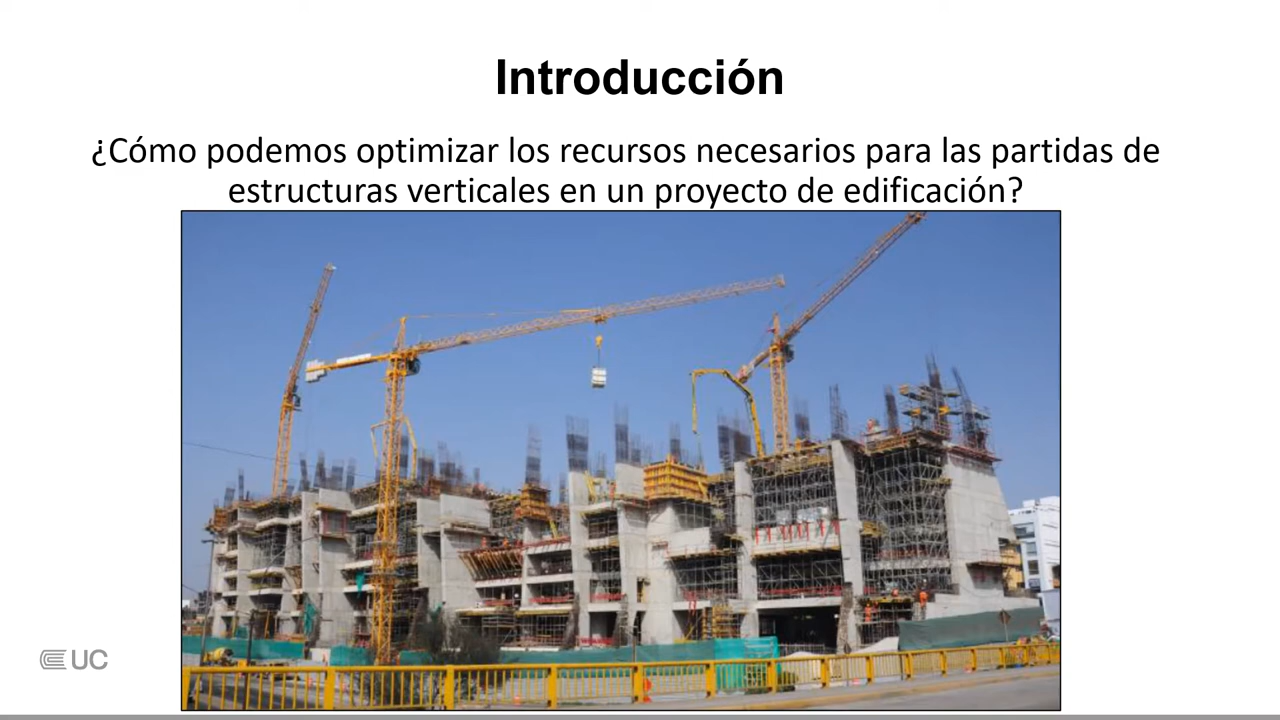 Introducción
¿Cómo podemos optimizar los recursos necesarios para las partidas de
estructuras verticales en un proyecto de edificación?
UC